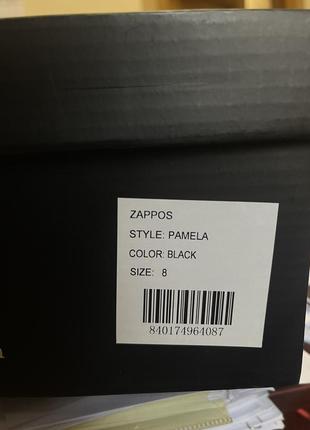 ZAPPOS
STYLE: PAMELA
COLOR: BLACK
SIZE: 8
840174964087